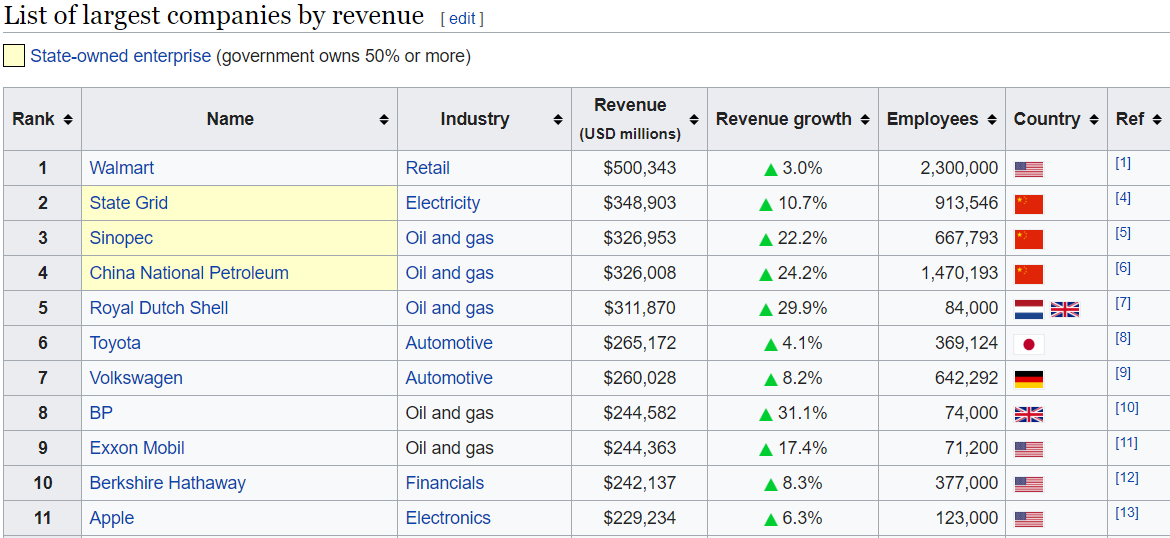 List of largest companies by revenue [ edit ]
State-owned enterprise (government owns 50% or more)
Rank Name Industry Revenue (USD millions) Revenue growth Employees Country Ref
1 Walmart Retail $500,343 ▲ 3.0% 2,300,000 [1]
2 State Grid Electricity $348,903 ▲ 10.7% 913,546 [4]
3 Sinopec Oil and gas $326,953 ▲ 22.2% 667,793 [5]
4 China National Petroleum Oil and gas $326,008 ▲ 24.2% 1,470,193 [6]
5 Royal Dutch Shell Oil and gas $311,870 ▲ 29.9% 84,000 [7]
6 Toyota Automotive $265,172 ▲ 4.1% 369,124 [8]
7 Volkswagen Automotive $260,028 ▲ 8.2% 642,292 [9]
8 BP Oil and gas $244,582 ▲ 31.1% 74,000 [10]
9 Exxon Mobil Oil and gas $244,363 ▲ 17.4% 71,200 [11]
10 Berkshire Hathaway Financials $242,137 ▲ 8.3% 377,000 [12]
11 Apple Electronics $229,234 ▲ 6.3% 123,000 [13]